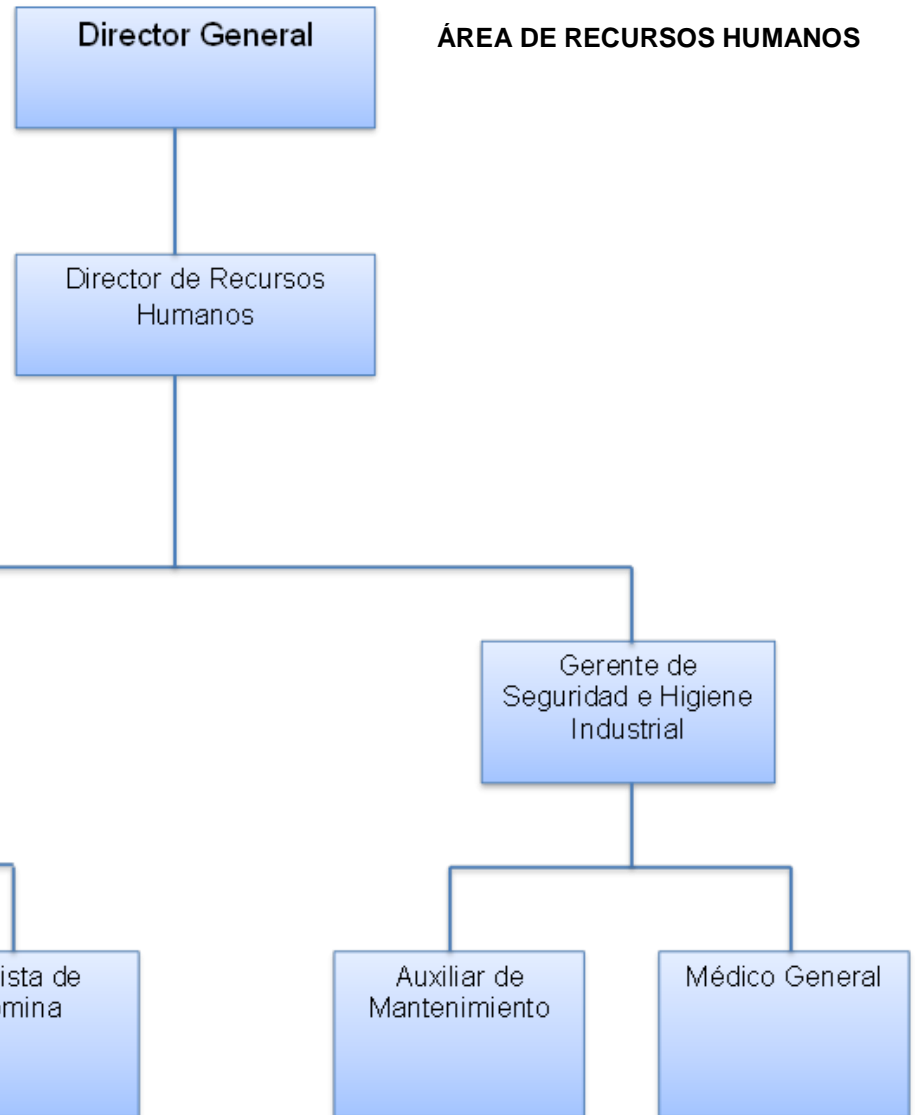 Director General
ÁREA DE RECURSOS HUMANOS
Director de Recursos
Humanos
Gerente de
Seguridad e Higiene
Industrial
de
Auxiliar de
Mantenimiento
Médico General